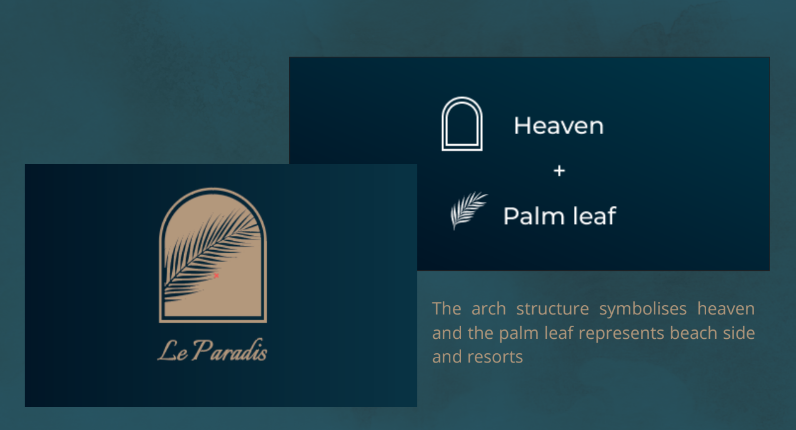 Heaven
+
Palm leaf
Le Paradis
The arch structure symbolises heaven
and the palm leaf represents beach side
and resorts